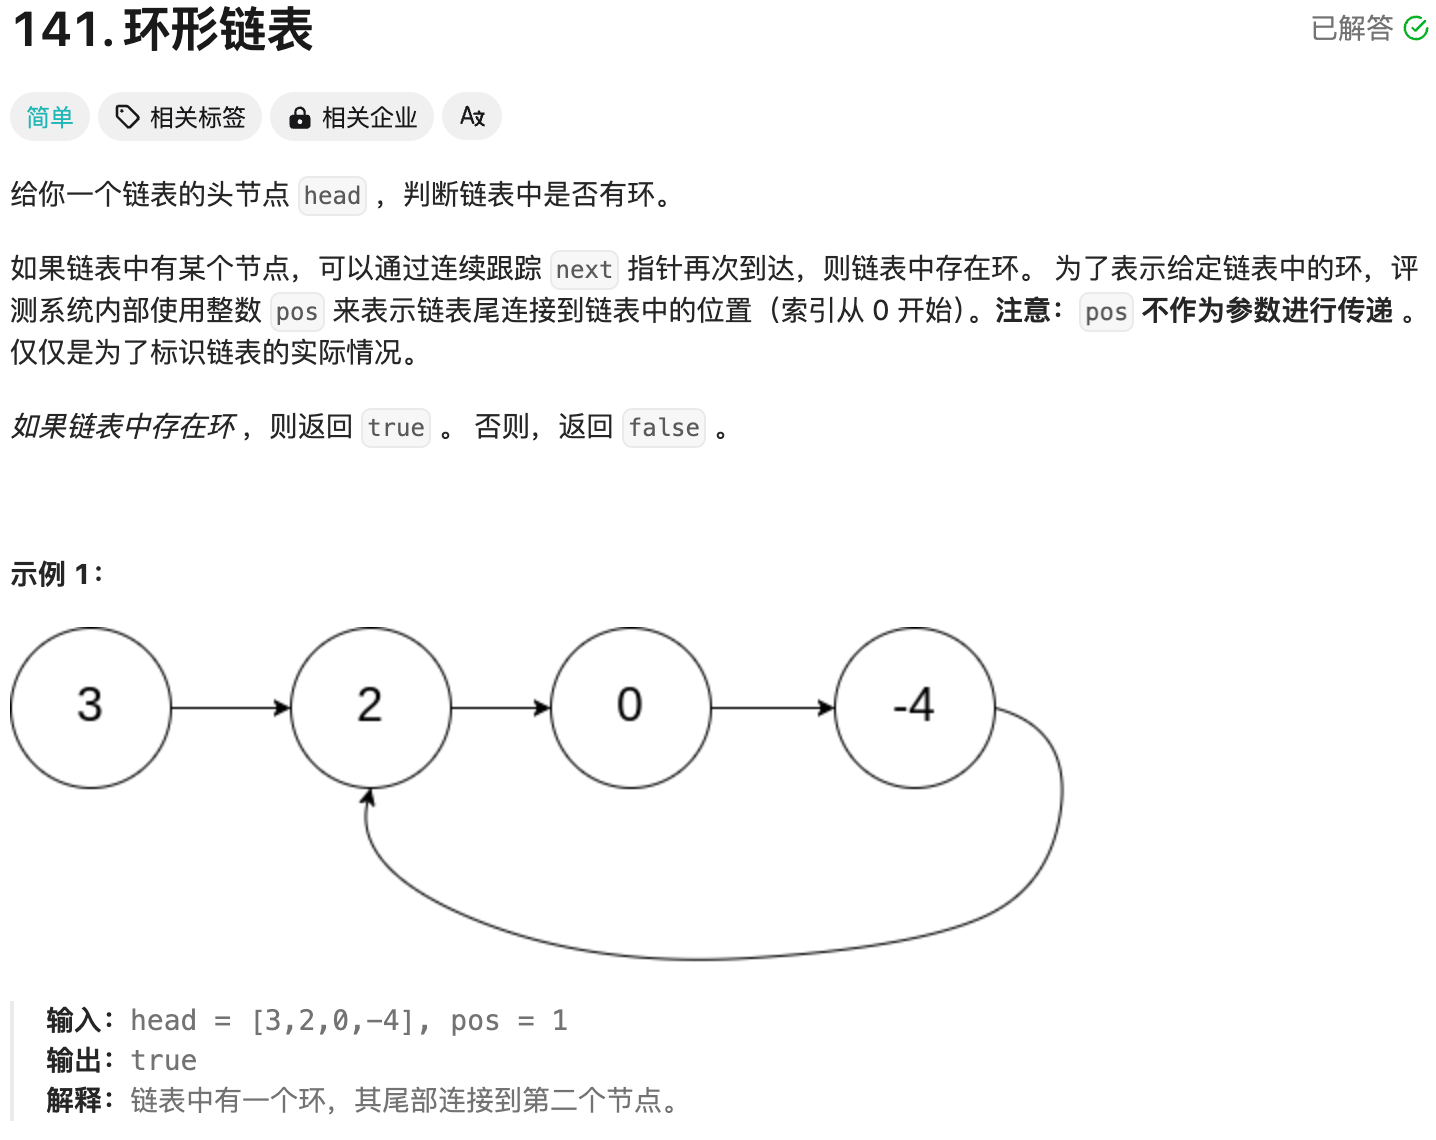 141. 环形链表
已解答
简单 相关标签 相关企业 A文
给你一个链表的头节点 head ，判断链表中是否有环。
如果链表中有某个节点，可以通过连续跟踪 next 指针再次到达，则链表中存在环。 为了表示给定链表中的环，评
测系统内部使用整数 pos 来表示链表尾连接到链表中的位置（索引从 0 开始）。注意：pos 不作为参数进行传递 。
仅仅是为了标识链表的实际情况。
如果链表中存在环 ，则返回 true 。 否则，返回 false 。
示例 1：
3 2 0 -4
输入：head = [3,2,0,-4], pos = 1
输出：true
解释：链表中有一个环，其尾部连接到第二个节点。